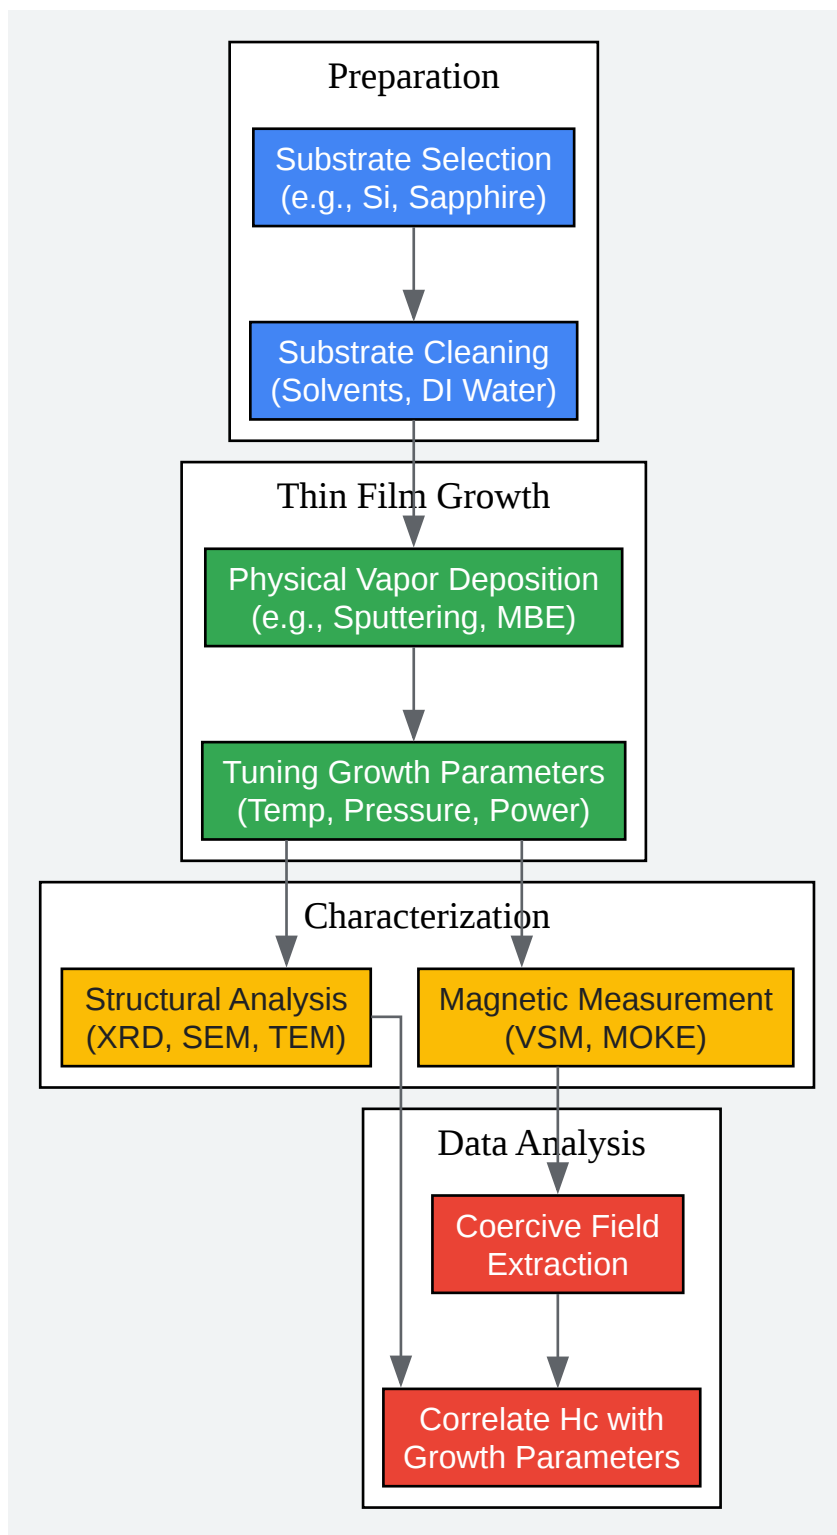 Preparation
Substrate Selection
(e.g., Si, Sapphire)
Substrate Cleaning
(Solvents, DI Water)
Thin Film Growth
Physical Vapor Deposition
(e.g., Sputtering, MBE)
Tuning Growth Parameters
(Temp, Pressure, Power)
Characterization
Structural Analysis
(XRD, SEM, TEM)
Magnetic Measurement
(VSM, MOKE)
Data Analysis
Coercive Field
Extraction
Correlate Hc with
Growth Parameters